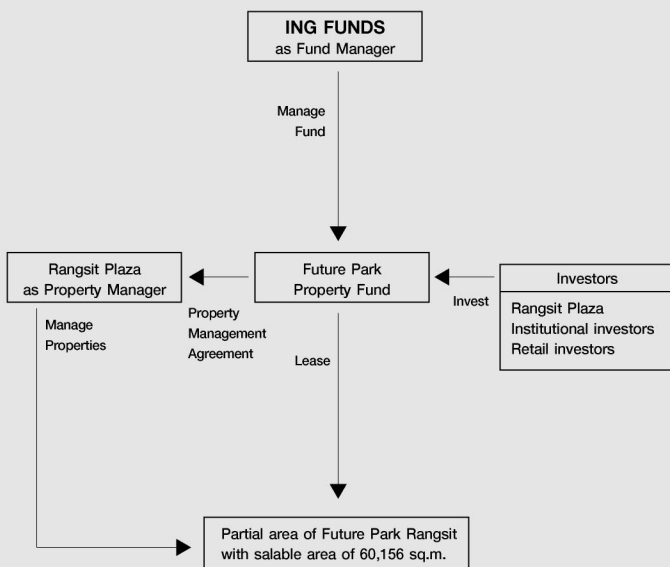 ING FUNDS
as Fund Manager
Manage
Fund
Rangsit Plaza
as Property Manager
Future Park
Property Fund
Investors
Rangsit Plaza
Institutional investors
Retail investors
Invest
Property
Management
Agreement
Manage
Properties
Lease
Partial area of Future Park Rangsit
with salable area of 60,156 sq.m.